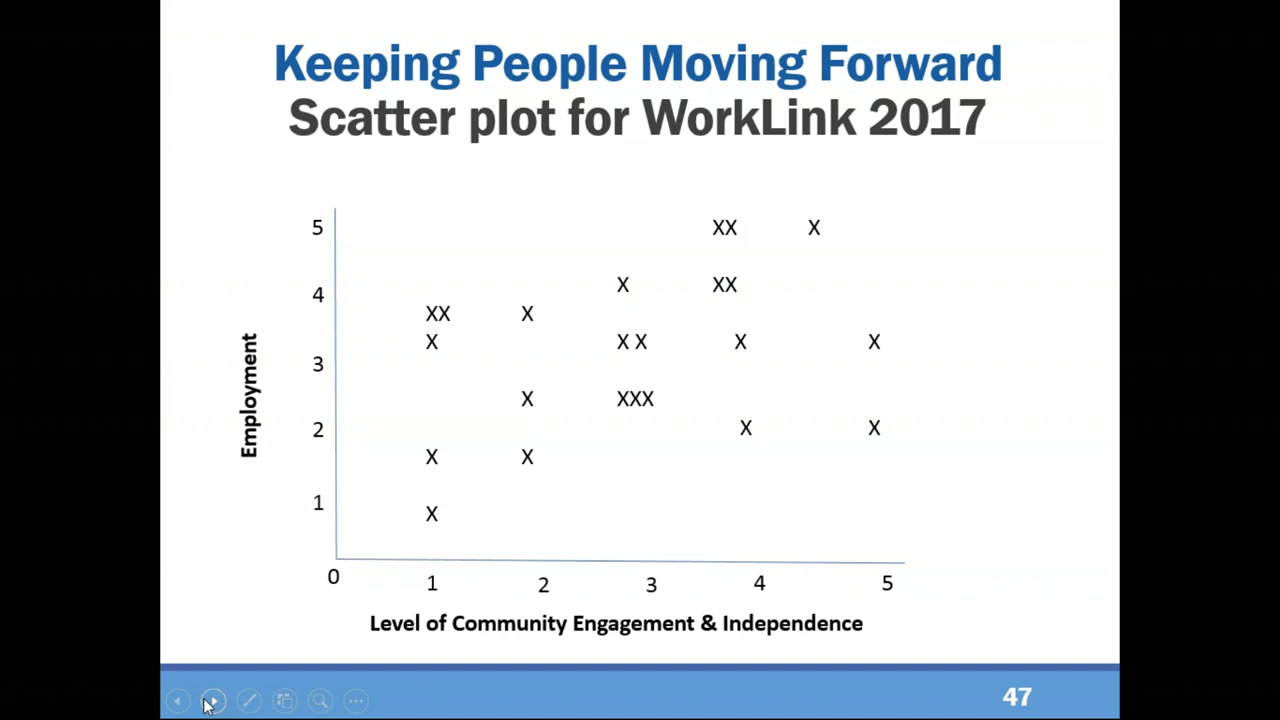 Keeping People Moving Forward
Scatter plot for WorkLink 2017
5 XX X
X XX
4
XX X
X X X X X
3
X XXX
2 X X
X X
1
X
Employment
0 1 2 3 4 5
Level of Community Engagement & Independence
47